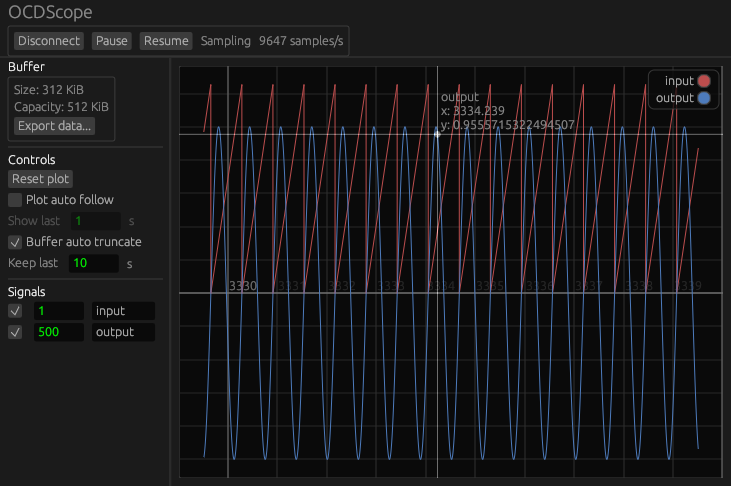 OCDScope
Disconnect Pause Resume Sampling 9647 samples/s
Buffer
Size: 312 KiB
Capacity: 512 KiB
Export data...
Controls
Reset plot
Plot auto follow
Show last 1 s
Buffer auto truncate
Keep last 10 s
Signals
1 input
500 output
input
output
output
x: 3334.239
y: 0.9555715322494507
3330 3331 3332 3333 3334 3335 3336 3337 3338 3339